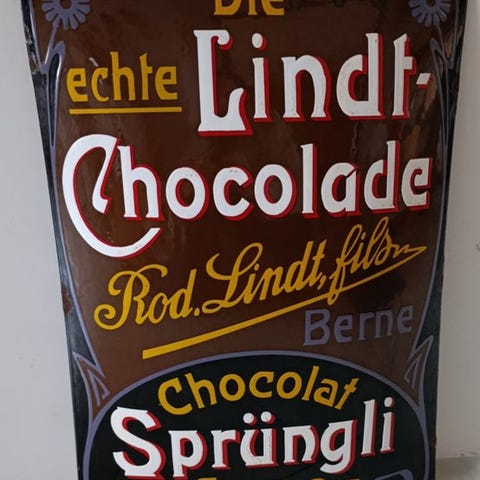 Die
echte Lindt-
Chocolade
Rod. Lindt, fils
Berne
Chocolat
Sprüngli